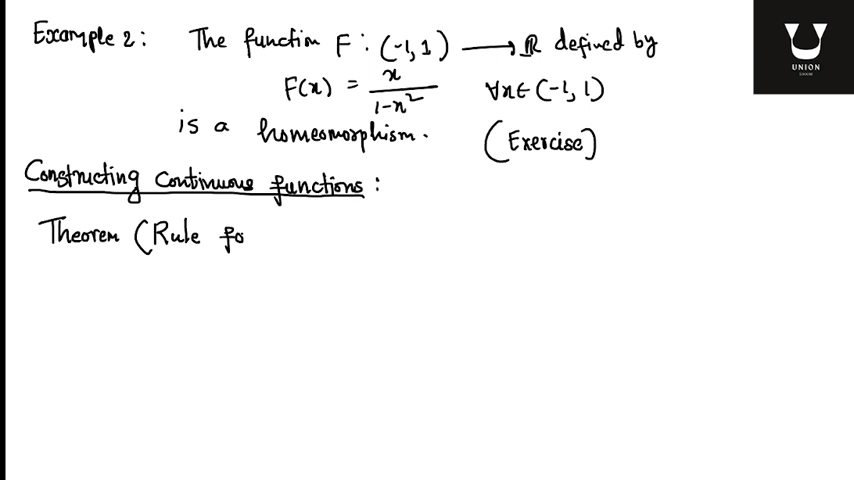 Example 2: The function F : (-1, 1) ⟶ ℝ defined by
F(x) = x / 1-x² ∀x ∈ (-1, 1)
is a homeomorphism. (Exercise)
Constructing Continuous functions :
Theorem (Rule fo
UNION